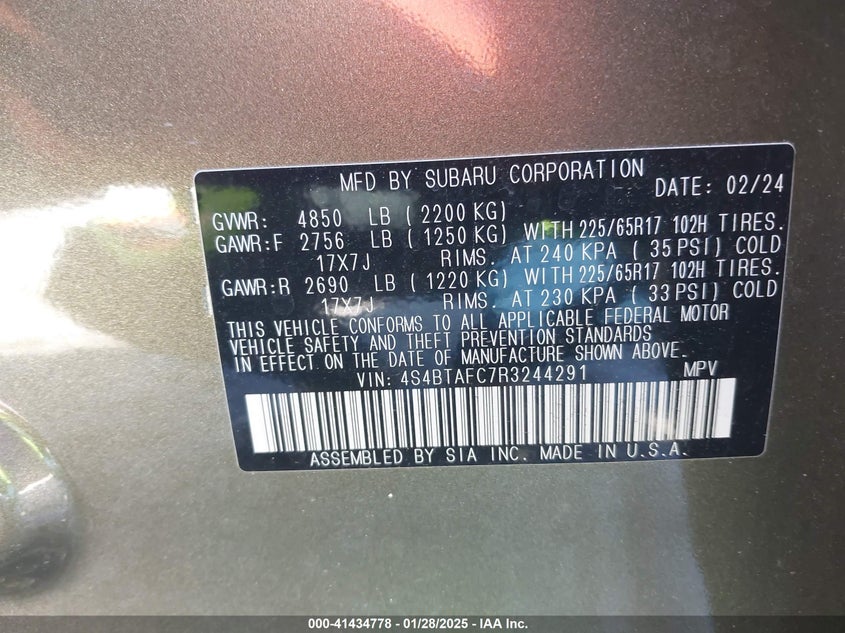 MFD BY SUBARU CORPORATION DATE: 02/24
GVWR: 4850 LB ( 2200 KG)
GAWR:F 2756 LB ( 1250 KG) WITH 225/65R17 102H TIRES.
17X7J RIMS. AT 240 KPA ( 35 PSI) COLD
GAWR:R 2690 LB ( 1220 KG) WITH 225/65R17 102H TIRES.
17X7J RIMS. AT 230 KPA ( 33 PSI) COLD
THIS VEHICLE CONFORMS TO ALL APPLICABLE FEDERAL MOTOR
VEHICLE SAFETY AND THEFT PREVENTION STANDARDS
IN EFFECT ON THE DATE OF MANUFACTURE SHOWN ABOVE.
VIN: 4S4BTAFC7R3244291 MPV
ASSEMBLED BY SIA INC. MADE IN U.S.A.
000-41434778 - 01/28/2025 - IAA Inc.